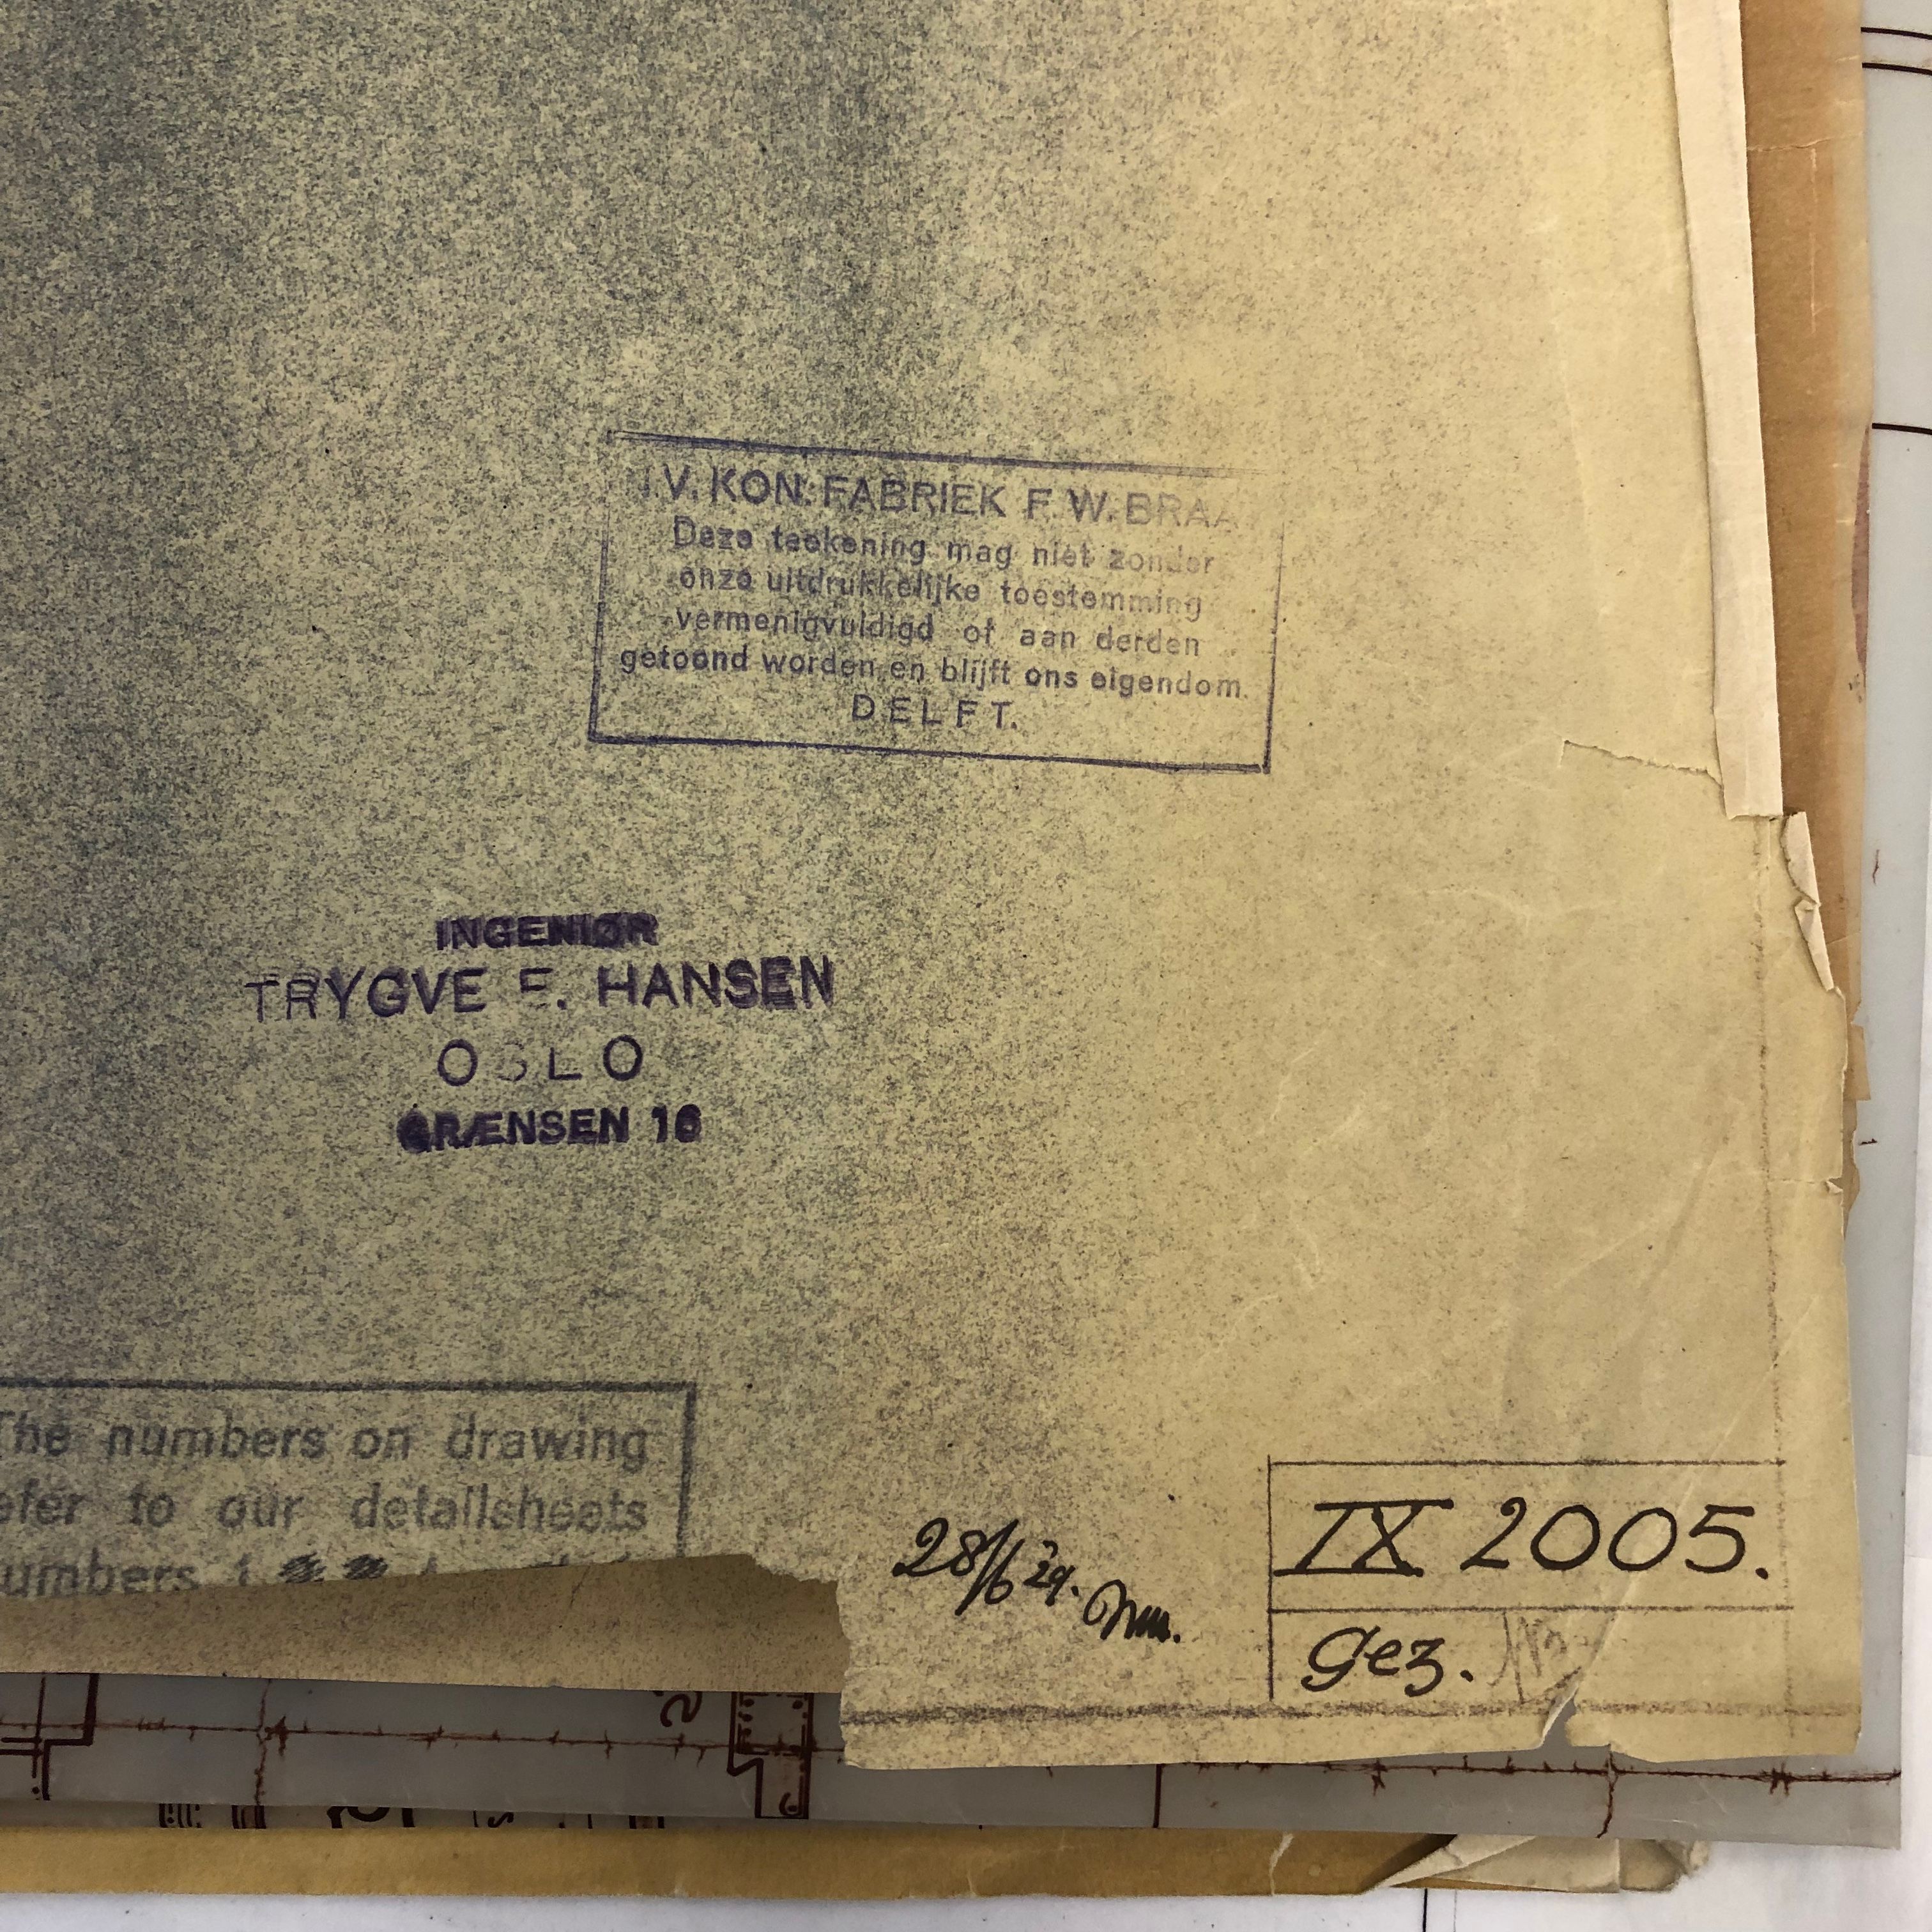 .V. KON. FABRIEK F. W. BRAA
Deze teekening mag niet zonder
onze uitdrukkelijke toestemming
vermenigvuldigd of aan derden
getoond worden en blijft ons eigendom.
DELFT.
INGENIØR
TRYGVE E. HANSEN
OSLO
GRÆNSEN 16
The numbers on drawing
efer to our detailsheets
umbers 1
28/6 29.
IX 2005.
gez.